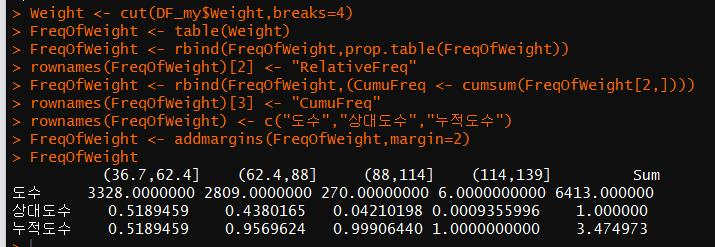 > Weight <- cut(DF_my$Weight,breaks=4)
> FreqOfWeight <- table(Weight)
> FreqOfWeight <- rbind(FreqOfWeight,prop.table(FreqOfWeight))
> rownames(FreqOfWeight)[2] <- "RelativeFreq"
> FreqOfWeight <- rbind(FreqOfWeight,(CumuFreq <- cumsum(FreqOfWeight[2,])))
> rownames(FreqOfWeight)[3] <- "CumuFreq"
> rownames(FreqOfWeight) <- c("도수","상대도수","누적도수")
> FreqOfWeight <- addmargins(FreqOfWeight,margin=2)
> FreqOfWeight
(36.7,62.4] (62.4,88] (88,114] (114,139] Sum
도수 3328.0000000 2809.0000000 270.00000000 6.0000000000 6413.000000
상대도수 0.5189459 0.4380165 0.04210198 0.0009355996 1.000000
누적도수 0.5189459 0.9569624 0.99906440 1.0000000000 3.474973
>